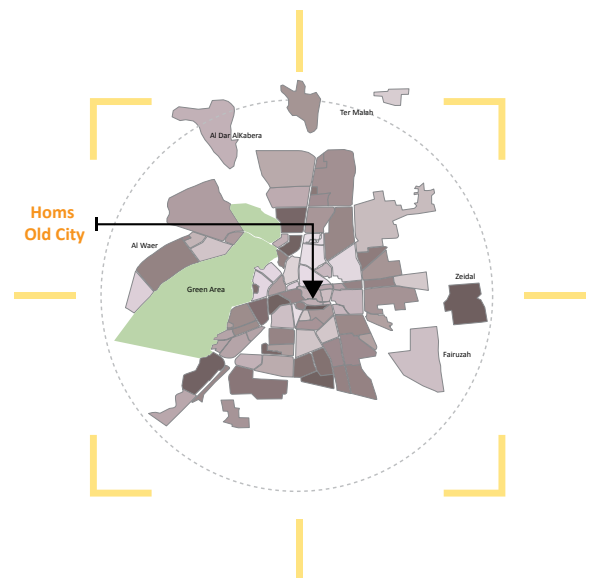 Ter Malah
Al Dar AlKabera
Homs
Old City
Al Waer
Zeidal
Green Area
Fairuzah